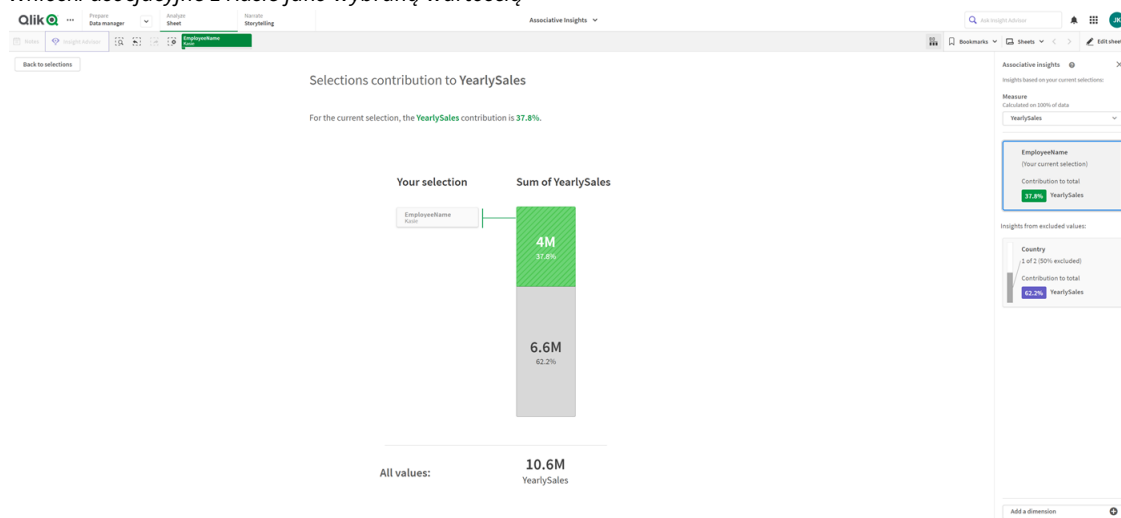 Wnioski asocjacyjne z Kasie jako wybraną wartością
Qlik
Prepare
Data manager
Analyze
Sheet
Narrate
Storytelling
Associative Insights
Ask Insight Advisor
JK
Notes
Insight Advisor
EmployeeName
Kasie
Bookmarks
Sheets
Edit sheet
Back to selections
Selections contribution to YearlySales
For the current selection, the YearlySales contribution is 37.8%.
Your selection
Sum of YearlySales
EmployeeName
Kasie
4M
37.8%
6.6M
62.2%
All values:
10.6M
YearlySales
Associative insights
Insights based on your current selections:
Measure
Calculated on 100% of data
YearlySales
EmployeeName
(Your current selection)
Contribution to total
37.8% YearlySales
Insights from excluded values:
Country
1 of 2 (50% excluded)
Contribution to total
62.2% YearlySales
Add a dimension